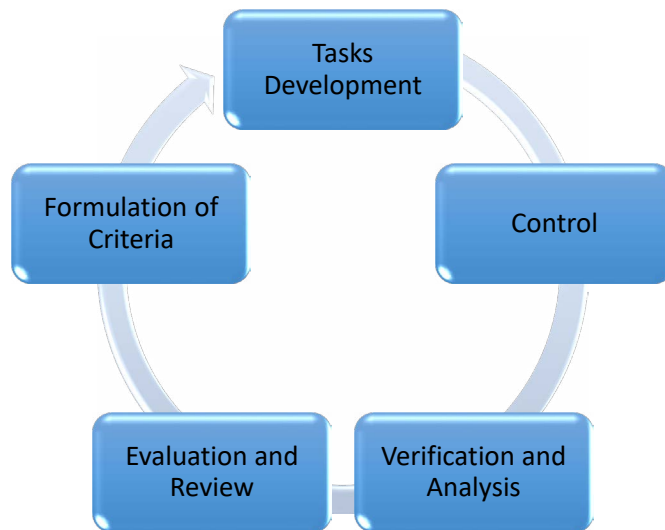 Tasks
Development
Control
Verification and
Analysis
Evaluation and
Review
Formulation of
Criteria